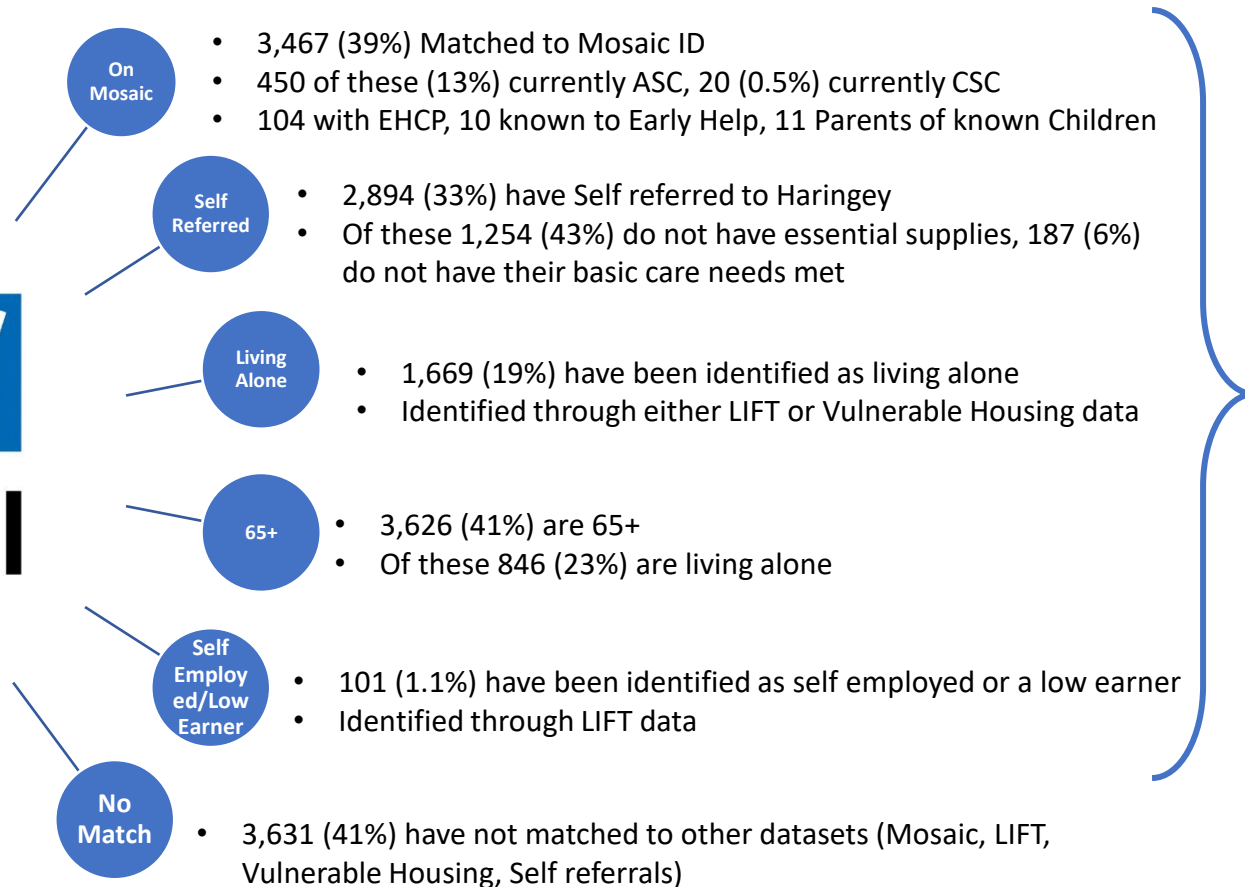 On
Mosaic
• 3,467 (39%) Matched to Mosaic ID
• 450 of these (13%) currently ASC, 20 (0.5%) currently CSC
• 104 with EHCP, 10 known to Early Help, 11 Parents of known Children
Self
Referred
• 2,894 (33%) have Self referred to Haringey
• Of these 1,254 (43%) do not have essential supplies, 187 (6%)
do not have their basic care needs met
Living
Alone
• 1,669 (19%) have been identified as living alone
• Identified through either LIFT or Vulnerable Housing data
65+
• 3,626 (41%) are 65+
• Of these 846 (23%) are living alone
Self
Employ
ed/Low
Earner
• 101 (1.1%) have been identified as self employed or a low earner
• Identified through LIFT data
No
Match
• 3,631 (41%) have not matched to other datasets (Mosaic, LIFT,
Vulnerable Housing, Self referrals)